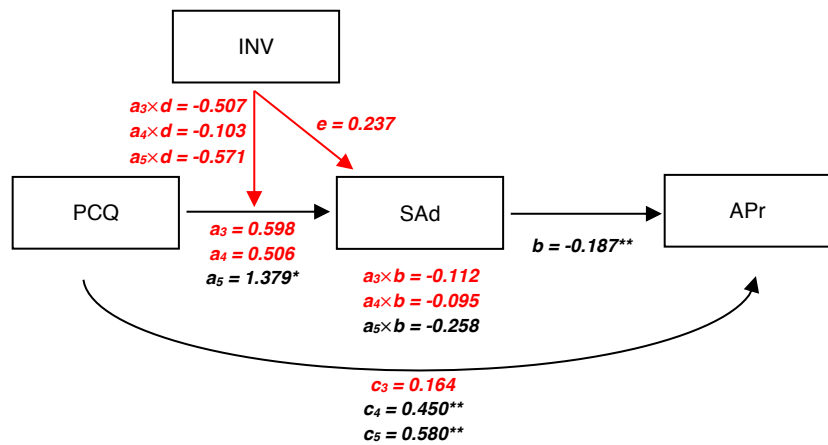 INV
a₃×d = -0.507
a₄×d = -0.103
a₅×d = -0.571
e = 0.237
PCQ
SAd
APr
a₃ = 0.598
a₄ = 0.506
a₅ = 1.379*
b = -0.187**
a₃×b = -0.112
a₄×b = -0.095
a₅×b = -0.258
c₃ = 0.164
c₄ = 0.450**
c₅ = 0.580**